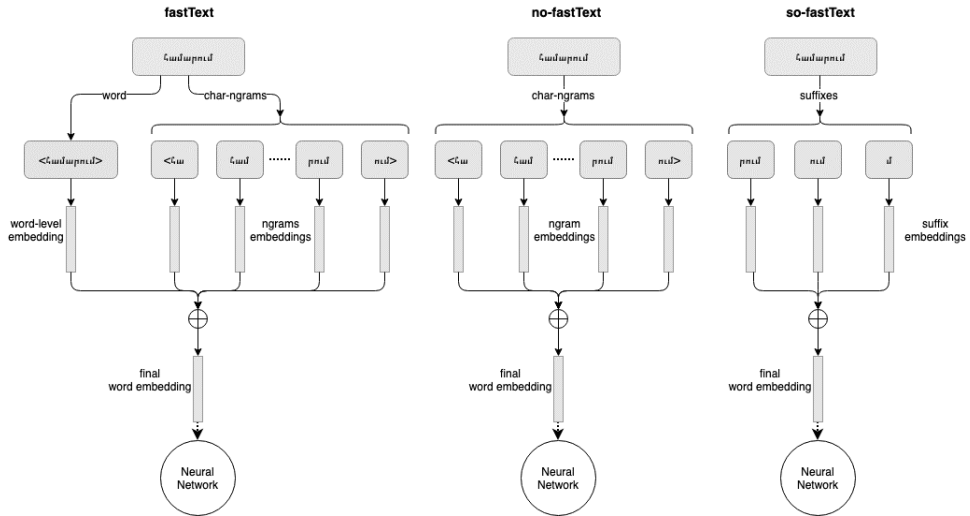 fastText
no-fastText
so-fastText
համարում
համարում
համարում
word
char-ngrams
char-ngrams
suffixes
<համարում>
<հա
համ
......
րում
ում>
<հա
համ
......
րում
ում>
րում
ում
մ
word-level
embedding
ngrams
embeddings
ngram
embeddings
suffix
embeddings
final
word embedding
final
word embedding
final
word embedding
Neural
Network
Neural
Network
Neural
Network